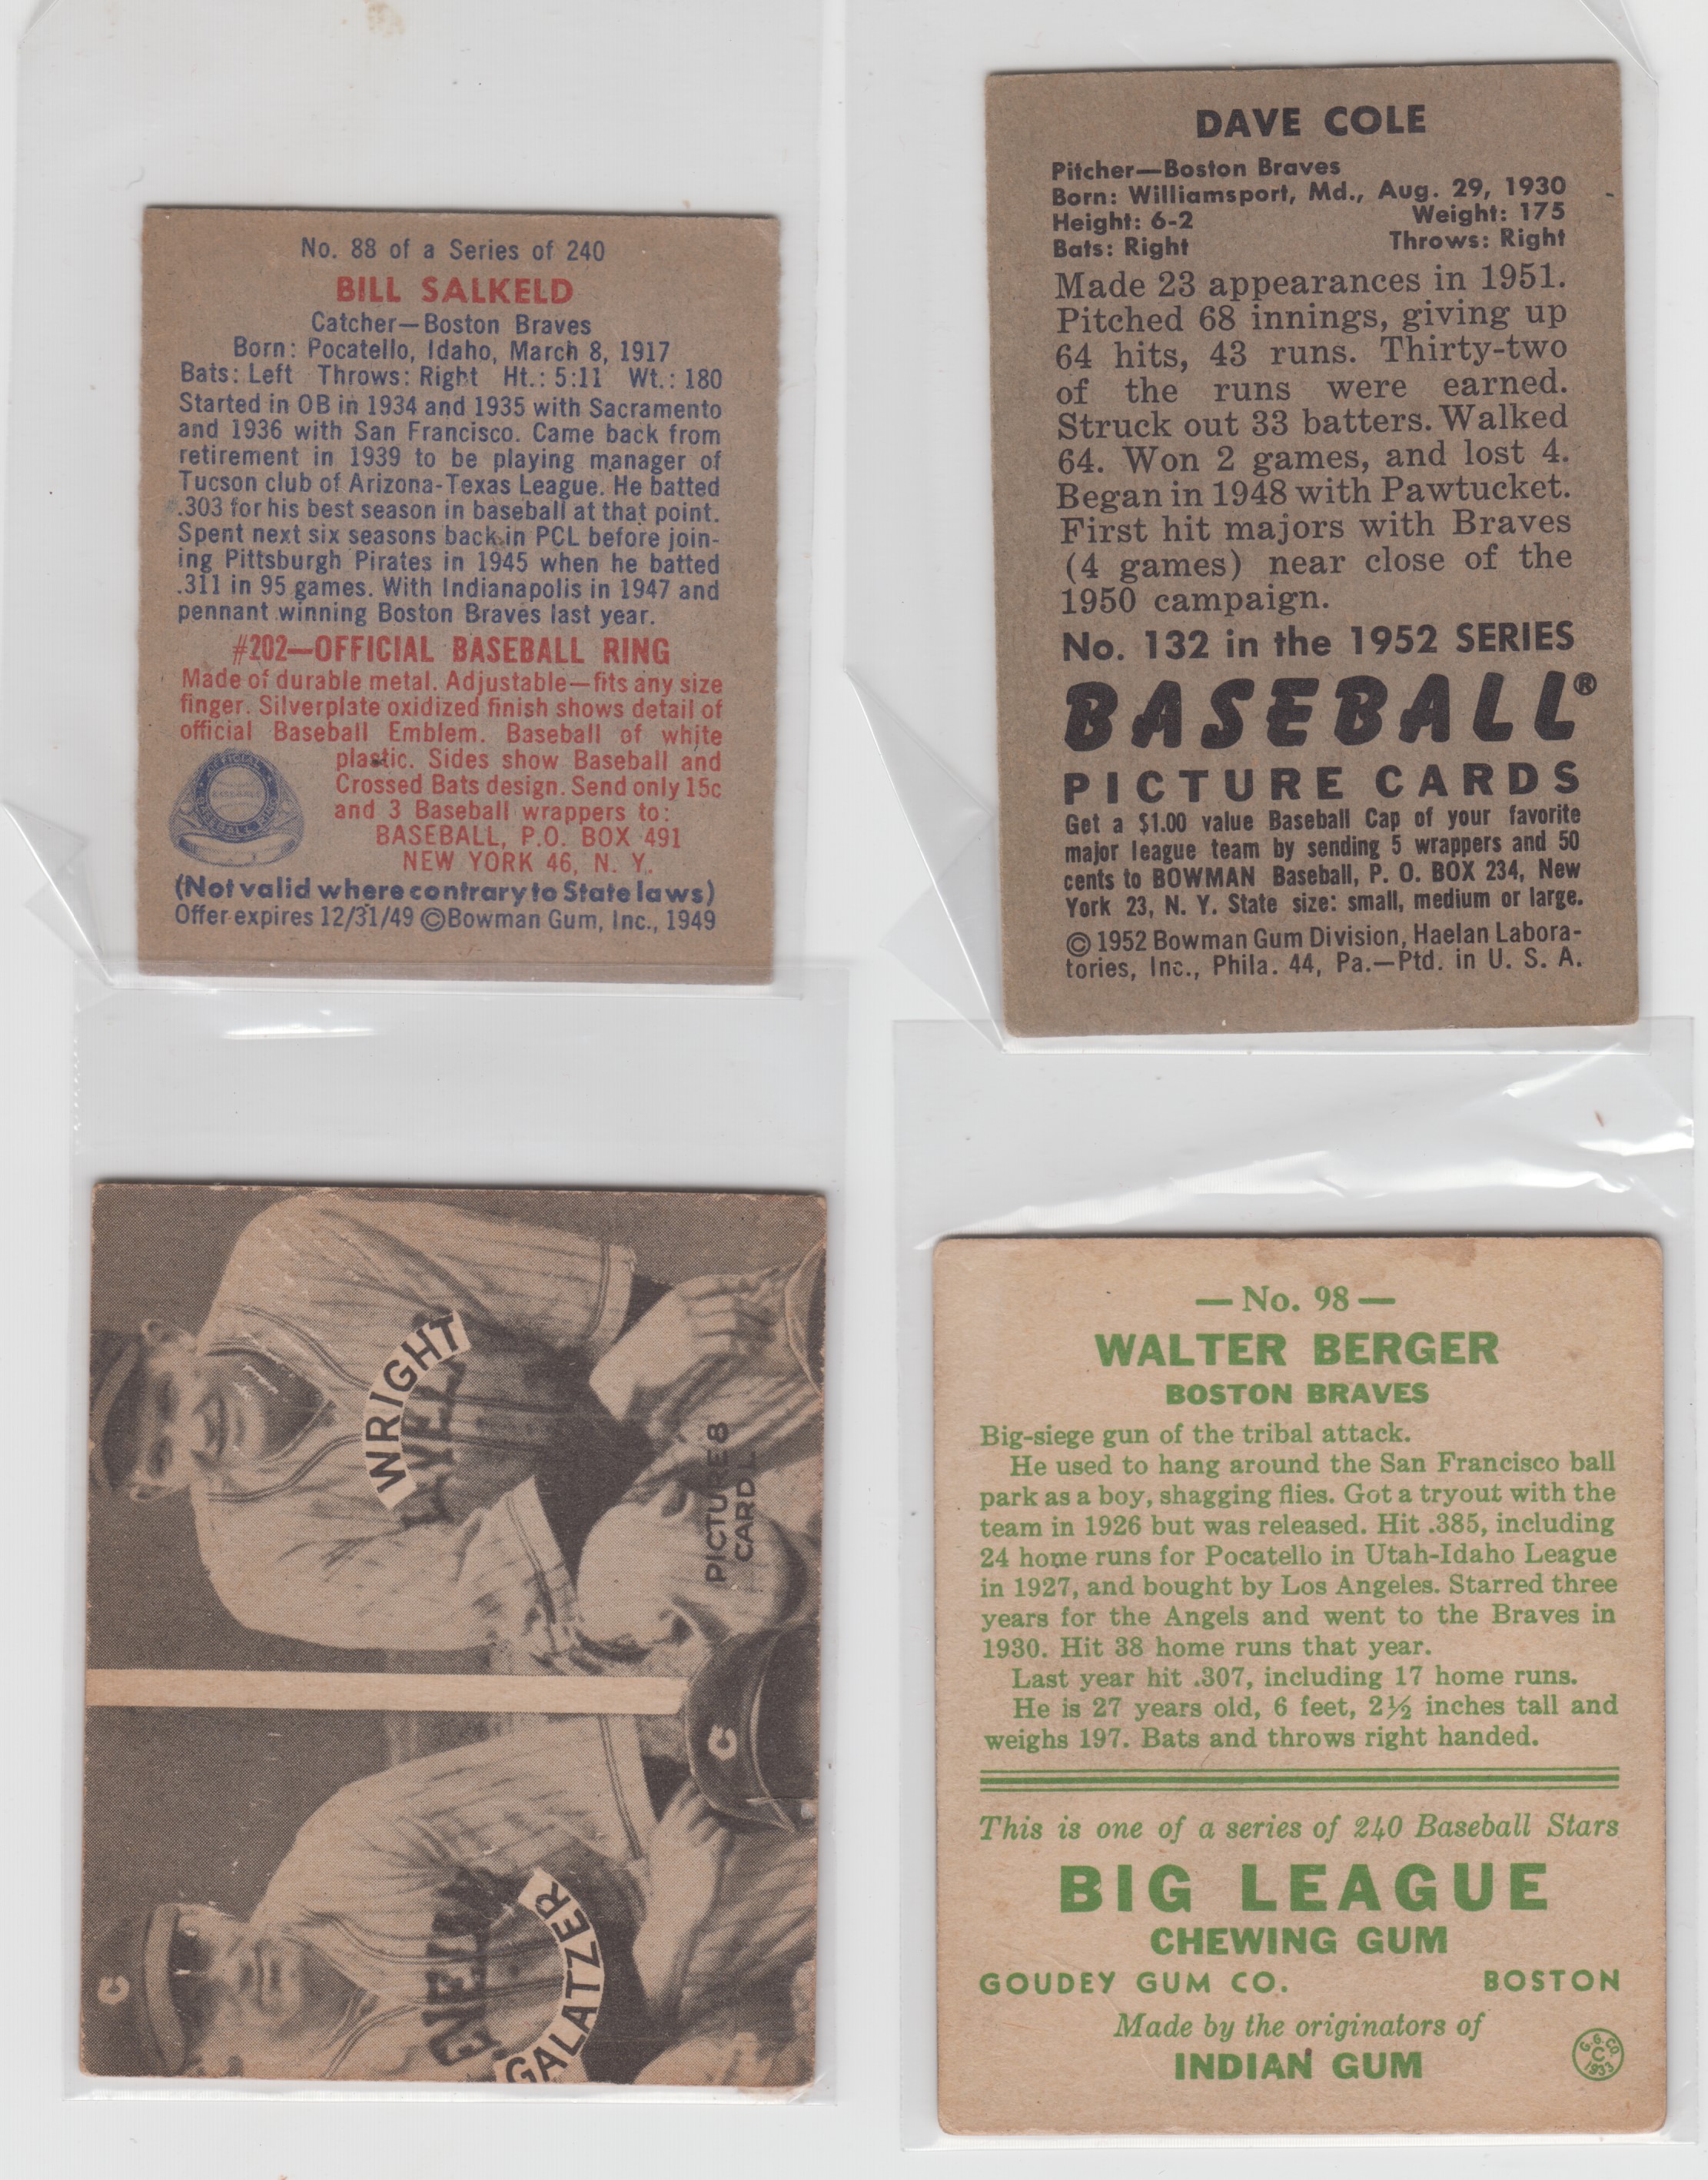 No. 88 of a Series of 240
BILL SALKELD
Catcher—Boston Braves
Born: Pocatello, Idaho, March 8, 1917
Bats: Left Throws: Right Ht.: 5:11 Wt.: 180
Started in OB in 1934 and 1935 with Sacramento
and 1936 with San Francisco. Came back from
retirement in 1939 to be playing manager of
Tucson club of Arizona-Texas League. He batted
.303 for his best season in baseball at that point.
Spent next six seasons back in PCL before join-
ing Pittsburgh Pirates in 1945 when he batted
.311 in 95 games. With Indianapolis in 1947 and
pennant winning Boston Braves last year.
#202—OFFICIAL BASEBALL RING
Made of durable metal. Adjustable—fits any size
finger. Silverplate oxidized finish shows detail of
official Baseball Emblem. Baseball of white
plastic. Sides show Baseball and
Crossed Bats design. Send only 15c
and 3 Baseball wrappers to:
BASEBALL, P.O. BOX 491
NEW YORK 46, N. Y.
(Not valid where contrary to State laws)
Offer expires 12/31/49 ©Bowman Gum, Inc., 1949
DAVE COLE
Pitcher—Boston Braves
Born: Williamsport, Md., Aug. 29, 1930
Height: 6-2 Weight: 175
Bats: Right Throws: Right
Made 23 appearances in 1951.
Pitched 68 innings, giving up
64 hits, 43 runs. Thirty-two
of the runs were earned.
Struck out 33 batters. Walked
64. Won 2 games, and lost 4.
Began in 1948 with Pawtucket.
First hit majors with Braves
(4 games) near close of the
1950 campaign.
No. 132 in the 1952 SERIES
BASEBALL®
PICTURE CARDS
Get a $1.00 value Baseball Cap of your favorite
major league team by sending 5 wrappers and 50
cents to BOWMAN Baseball, P. O. BOX 234, New
York 23, N. Y. State size: small, medium or large.
© 1952 Bowman Gum Division, Haelan Labora-
tories, Inc., Phila. 44, Pa.—Ptd. in U. S. A.
WRIGHT
PICTURE 8
CARD L
C
C
GALATZER
— No. 98 —
WALTER BERGER
BOSTON BRAVES
Big-siege gun of the tribal attack.
He used to hang around the San Francisco ball
park as a boy, shagging flies. Got a tryout with the
team in 1926 but was released. Hit .385, including
24 home runs for Pocatello in Utah-Idaho League
in 1927, and bought by Los Angeles. Starred three
years for the Angels and went to the Braves in
1930. Hit 38 home runs that year.
Last year hit .307, including 17 home runs.
He is 27 years old, 6 feet, 2½ inches tall and
weighs 197. Bats and throws right handed.
This is one of a series of 240 Baseball Stars
BIG LEAGUE
CHEWING GUM
GOUDEY GUM CO. BOSTON
Made by the originators of
INDIAN GUM
G.G.CO.
C
1933